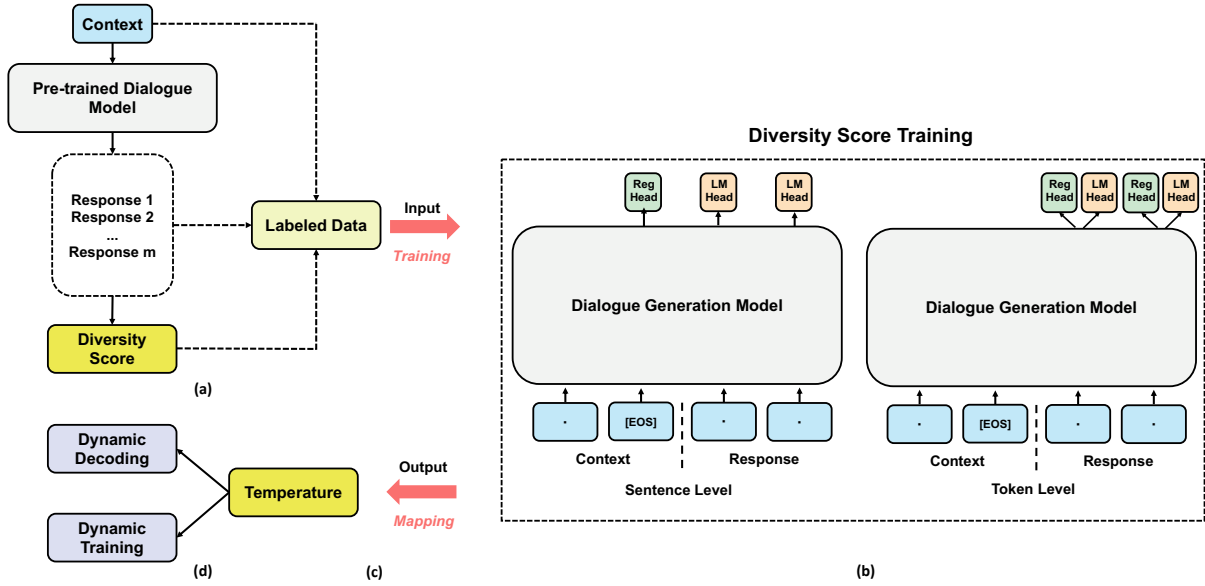 Context
Pre-trained Dialogue
Model
Response 1
Response 2
...
Response m
Diversity
Score
Labeled Data
(a)
Input
Training
Diversity Score Training
Reg
Head
LM
Head
LM
Head
Dialogue Generation Model
.
[EOS]
.
.
Context
Response
Sentence Level
Reg
Head
LM
Head
Reg
Head
LM
Head
Dialogue Generation Model
.
[EOS]
.
.
Context
Response
Token Level
(b)
Output
Mapping
(c)
Temperature
Dynamic
Decoding
Dynamic
Training
(d)